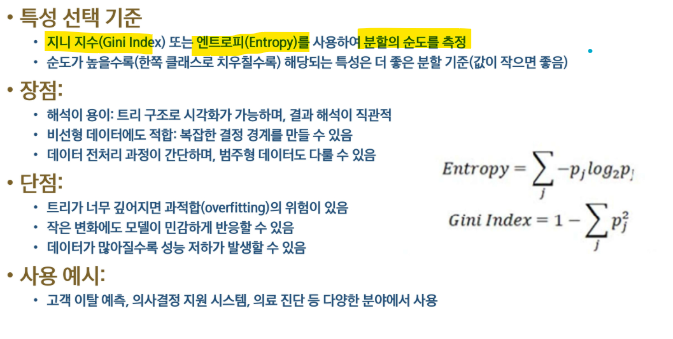 • 특성 선택 기준
• 지니 지수(Gini Index) 또는 엔트로피(Entropy)를 사용하여 분할의 순도를 측정
• 순도가 높을수록(한쪽 클래스로 치우칠수록) 해당되는 특성은 더 좋은 분할 기준(값이 작으면 좋음)
• 장점:
• 해석이 용이: 트리 구조로 시각화가 가능하며, 결과 해석이 직관적
• 비선형 데이터에도 적합: 복잡한 결정 경계를 만들 수 있음
• 데이터 전처리 과정이 간단하며, 범주형 데이터도 다룰 수 있음
• 단점:
• 트리가 너무 깊어지면 과적합(overfitting)의 위험이 있음
• 작은 변화에도 모델이 민감하게 반응할 수 있음
• 데이터가 많아질수록 성능 저하가 발생할 수 있음
• 사용 예시:
• 고객 이탈 예측, 의사결정 지원 시스템, 의료 진단 등 다양한 분야에서 사용
Entropy = ∑_j −p_j log₂ p_j
Gini Index = 1 − ∑_j p_j²